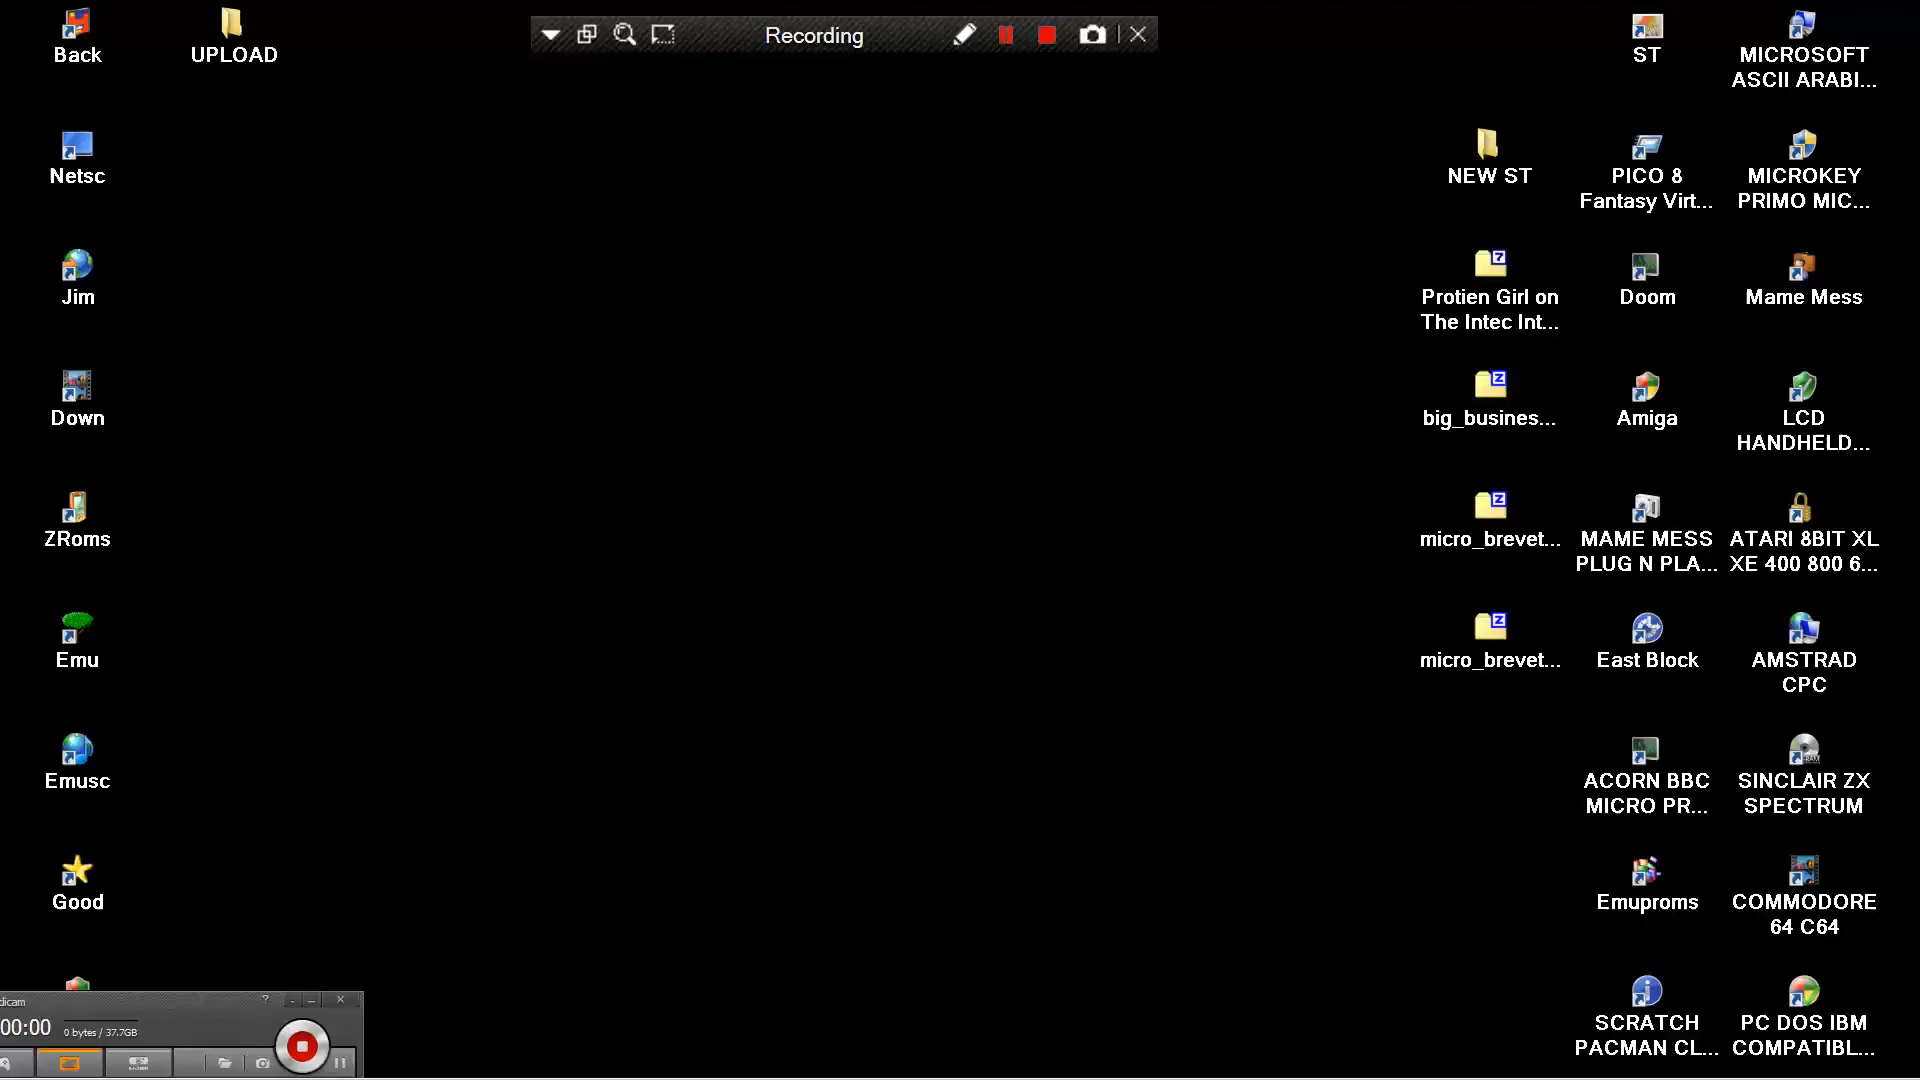 Back
UPLOAD
Recording
ST
MICROSOFT
ASCII ARABI...
Netsc
NEW ST
PICO 8
Fantasy Virt...
MICROKEY
PRIMO MIC...
Jim
Protien Girl on
The Intec Int...
Doom
Mame Mess
Down
big_busines...
Amiga
LCD
HANDHELD...
ZRoms
micro_brevet...
MAME MESS
PLUG N PLA...
ATARI 8BIT XL
XE 400 800 6...
Emu
micro_brevet...
East Block
AMSTRAD
CPC
Emusc
ACORN BBC
MICRO PR...
SINCLAIR ZX
SPECTRUM
Good
Emuproms
COMMODORE
64 C64
dicam
00:00
0 bytes / 37.7GB
SCRATCH
PACMAN CL...
PC DOS IBM
COMPATIBL...